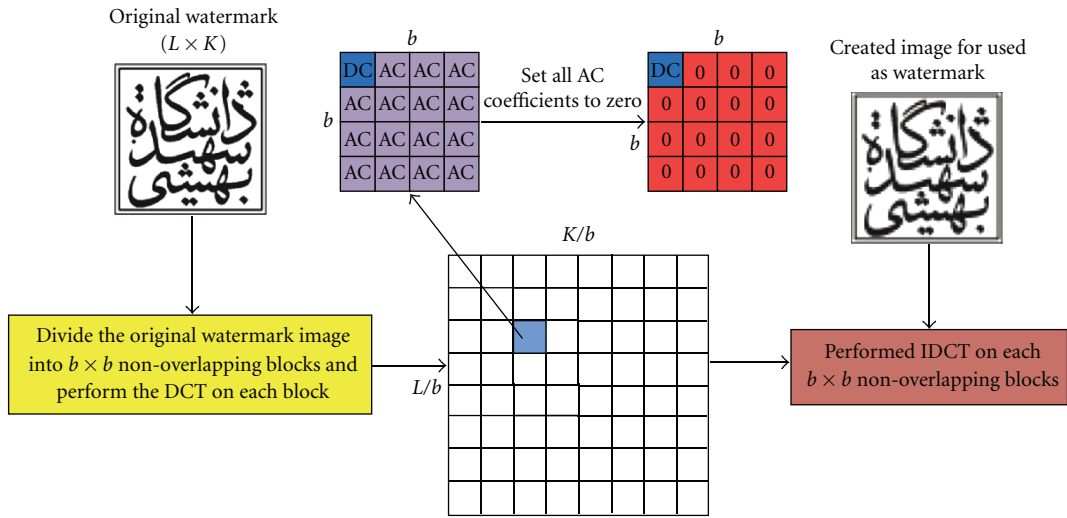 Original watermark
(L × K)
دانشگاه
شهید
بهشتی
b
b
DC AC AC AC
AC AC AC AC
AC AC AC AC
AC AC AC AC
Set all AC
coefficients to zero
b
b
DC 0 0 0
0 0 0 0
0 0 0 0
0 0 0 0
Created image for used
as watermark
دانشگاه
شهید
بهشتی
K/b
L/b
Divide the original watermark image
into b × b non-overlapping blocks and
perform the DCT on each block
Performed IDCT on each
b × b non-overlapping blocks